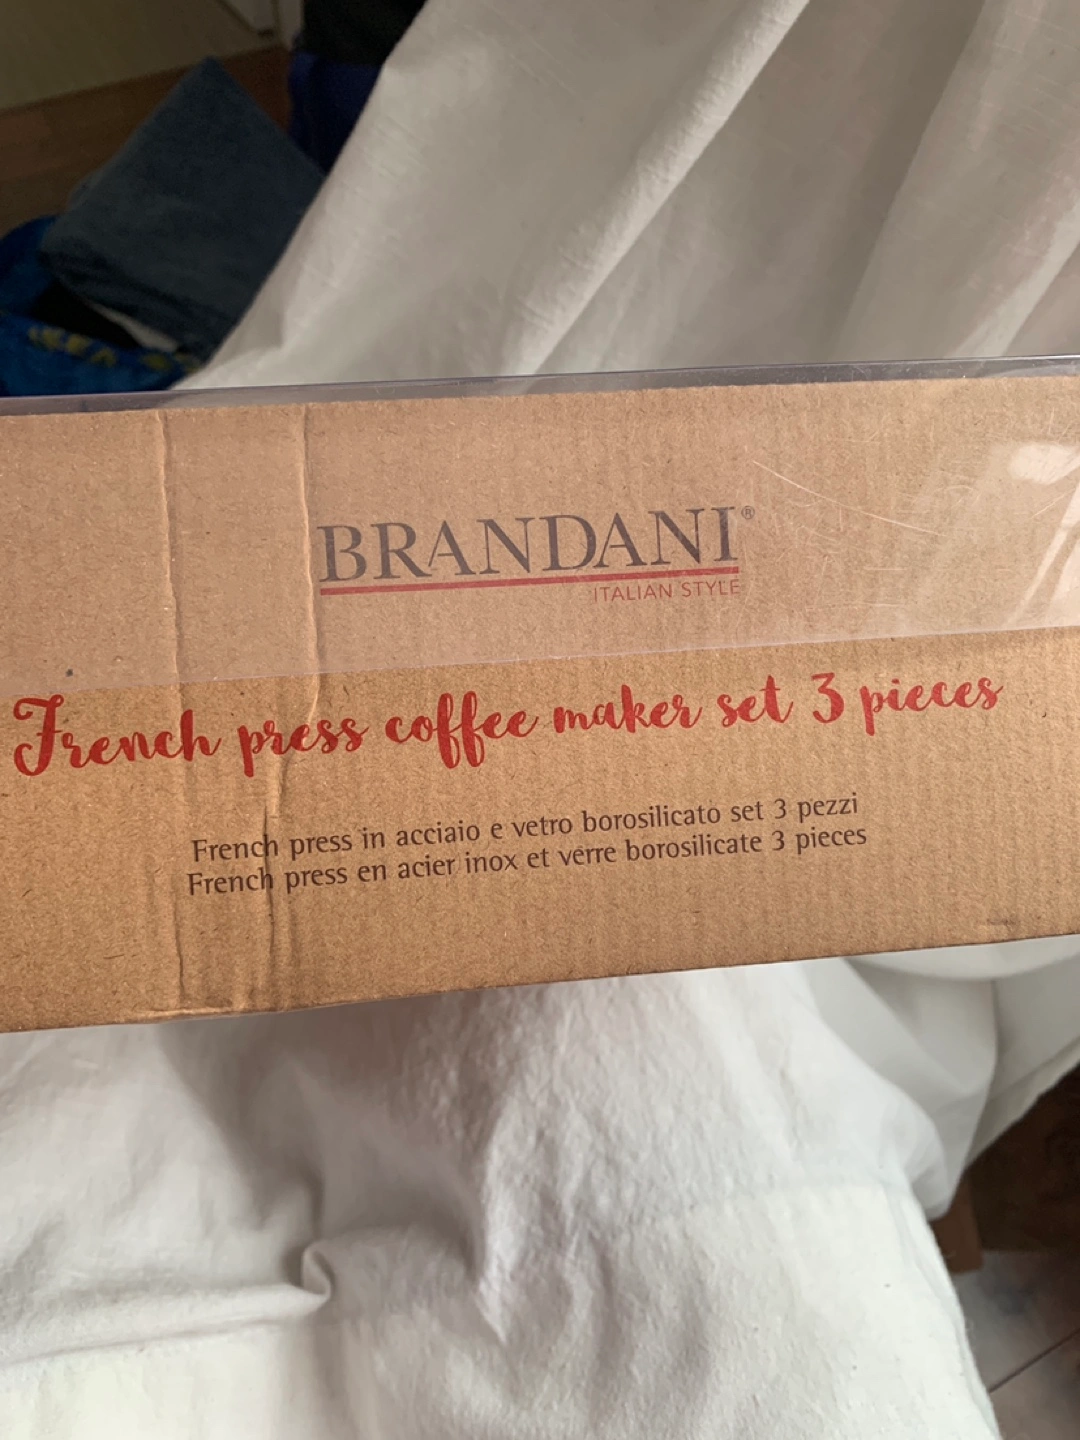 BRANDANI®
ITALIAN STYLE
French press coffee maker set 3 pieces
French press in acciaio e vetro borosilicato set 3 pezzi
French press en acier inox et verre borosilicate 3 pieces